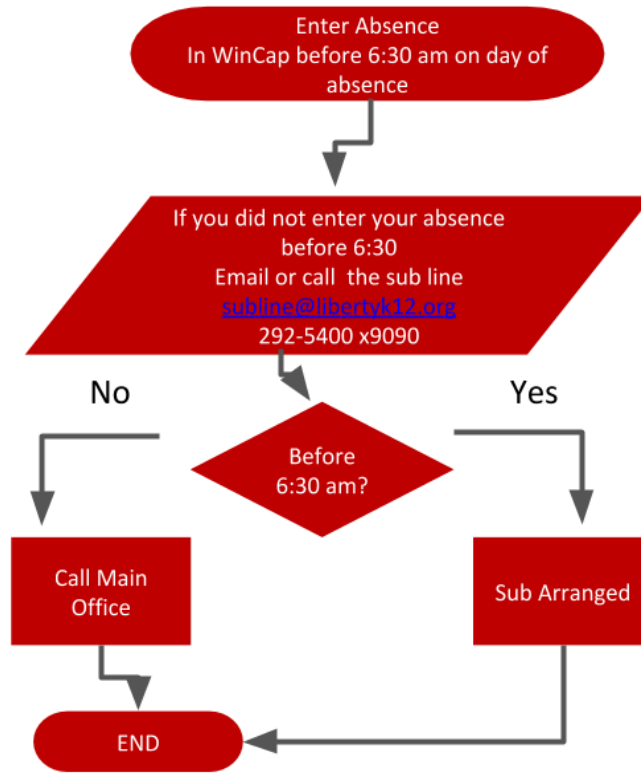 Enter Absence
In WinCap before 6:30 am on day of
absence
If you did not enter your absence
before 6:30
Email or call  the sub line
subline@libertyk12.org
292-5400 x9090
No
Yes
Before
6:30 am?
Call Main
Office
Sub Arranged
END